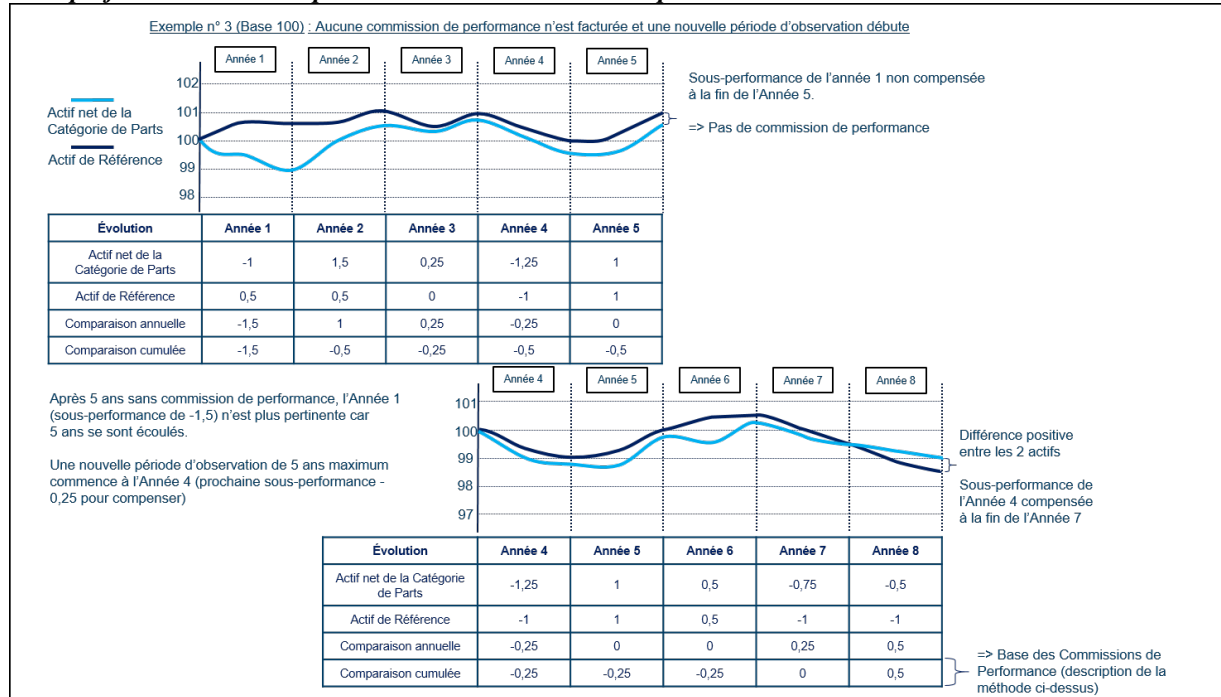 Exemple n° 3 (Base 100) : Aucune commission de performance n'est facturée et une nouvelle période d'observation débute
Année 1 Année 2 Année 3 Année 4 Année 5
102
101
100
99
98
Actif net de la
Catégorie de Parts
Actif de Référence
Sous-performance de l'année 1 non compensée
à la fin de l'Année 5.
=> Pas de commission de performance
Évolution Année 1 Année 2 Année 3 Année 4 Année 5
Actif net de la
Catégorie de Parts -1 1,5 0,25 -1,25 1
Actif de Référence 0,5 0,5 0 -1 1
Comparaison annuelle -1,5 1 0,25 -0,25 0
Comparaison cumulée -1,5 -0,5 -0,25 -0,5 -0,5
Après 5 ans sans commission de performance, l'Année 1
(sous-performance de -1,5) n'est plus pertinente car
5 ans se sont écoulés.
Une nouvelle période d'observation de 5 ans maximum
commence à l'Année 4 (prochaine sous-performance -
0,25 pour compenser)
Année 4 Année 5 Année 6 Année 7 Année 8
101
100
99
98
97
Différence positive
entre les 2 actifs
Sous-performance de
l'Année 4 compensée
à la fin de l'Année 7
Évolution Année 4 Année 5 Année 6 Année 7 Année 8
Actif net de la Catégorie
de Parts -1,25 1 0,5 -0,75 -0,5
Actif de Référence -1 1 0,5 -1 -1
Comparaison annuelle -0,25 0 0 0,25 0,5
Comparaison cumulée -0,25 -0,25 -0,25 0 0,5
=> Base des Commissions de
Performance (description de la
méthode ci-dessus)